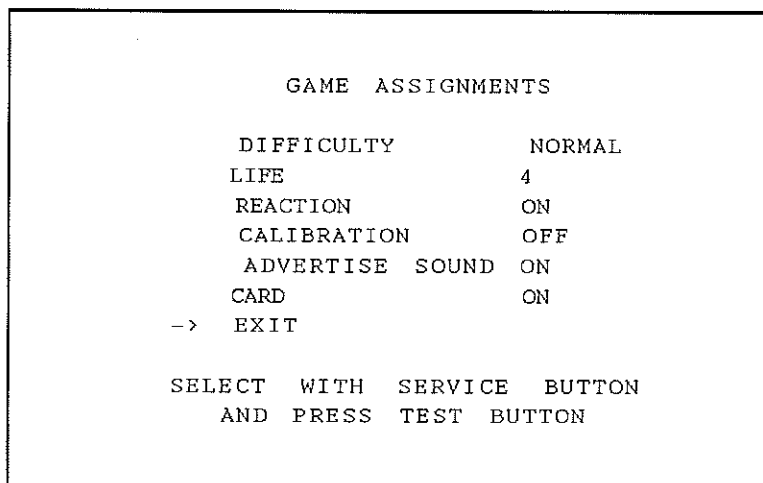 GAME ASSIGNMENTS
DIFFICULTY NORMAL
LIFE 4
REACTION ON
CALIBRATION OFF
ADVERTISE SOUND ON
CARD ON
-> EXIT
SELECT WITH SERVICE BUTTON
AND PRESS TEST BUTTON